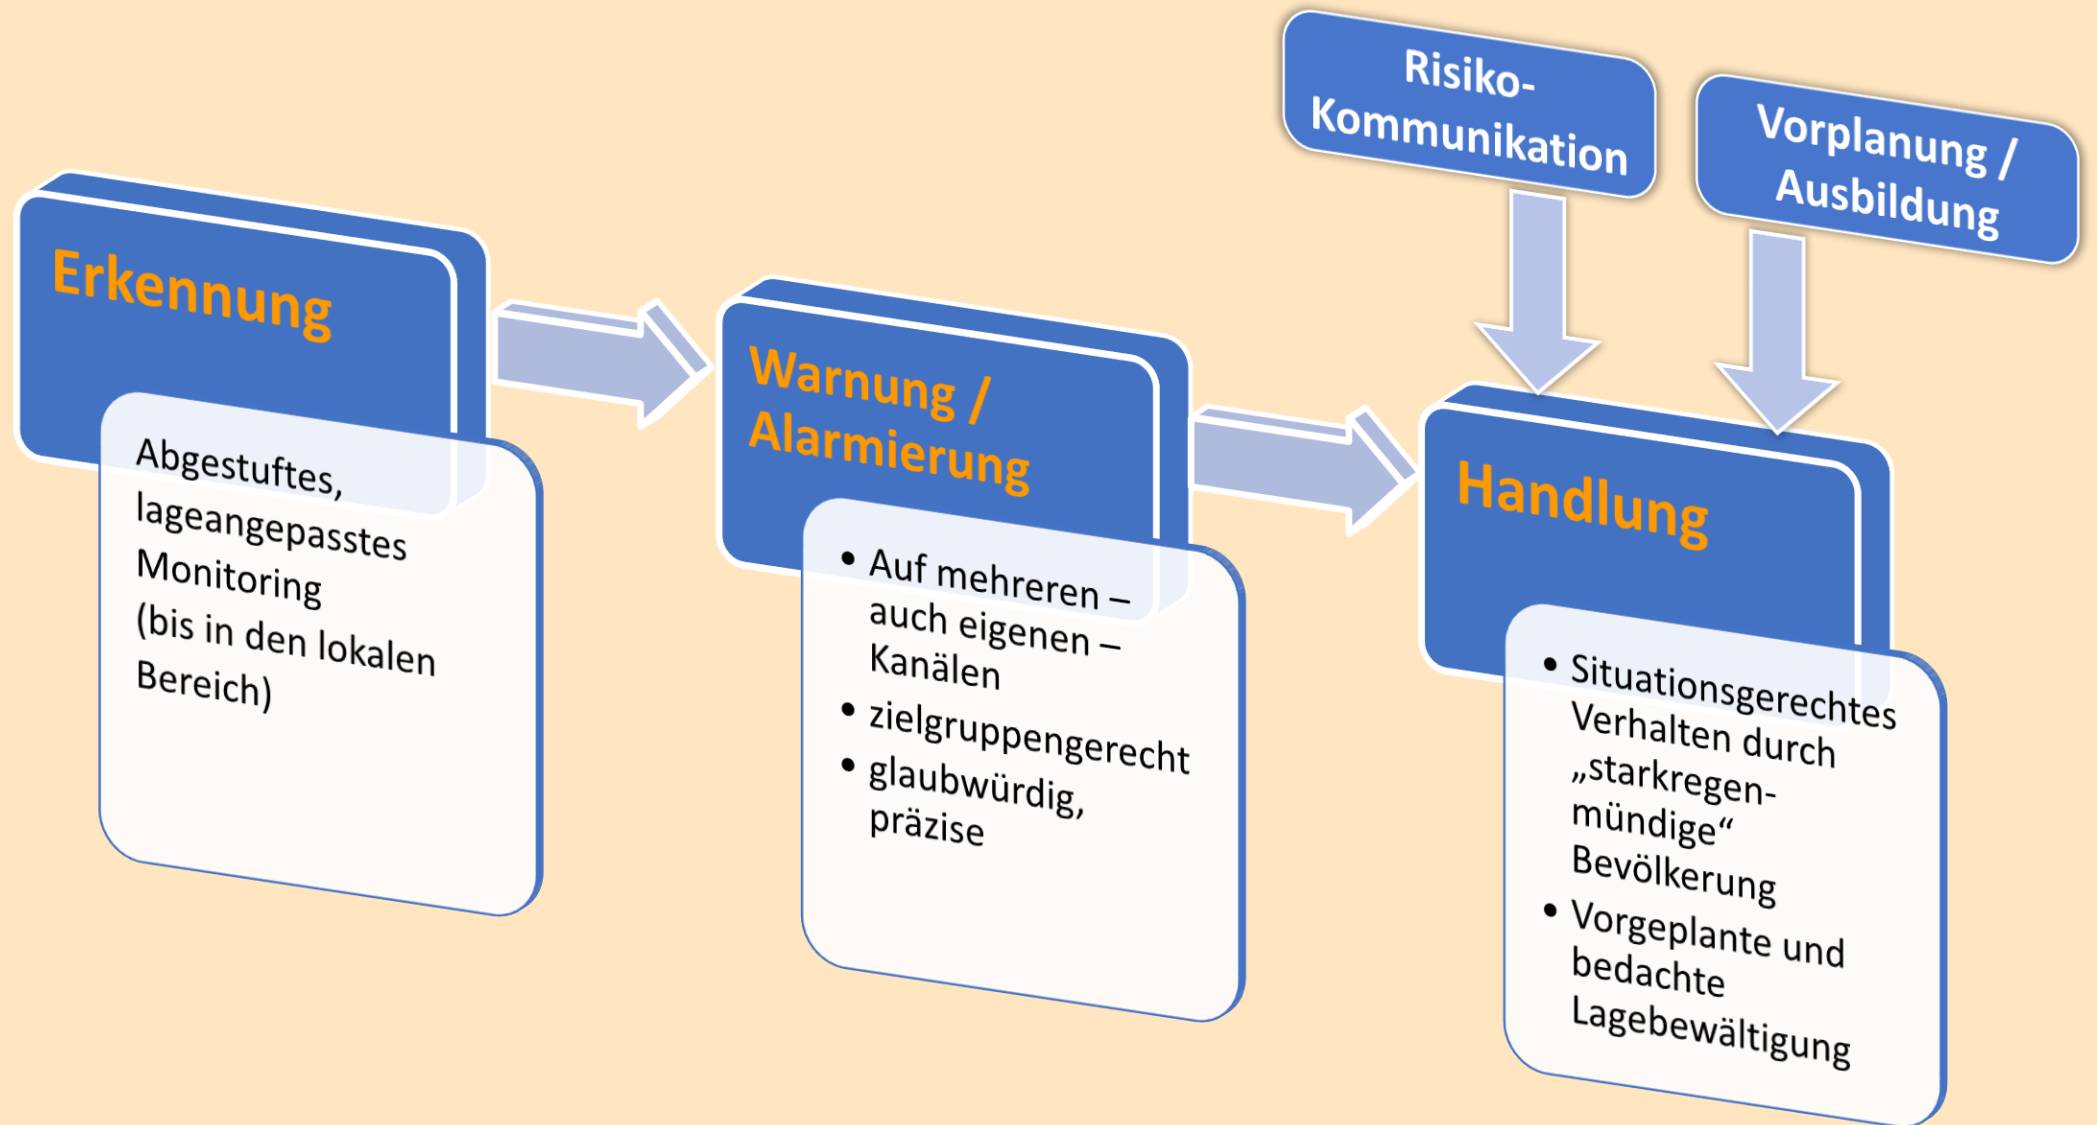 Risiko-
Kommunikation
Vorplanung /
Ausbildung
Erkennung
Abgestuftes,
lageangepasstes
Monitoring
(bis in den lokalen
Bereich)
Warnung /
Alarmierung
• Auf mehreren –
auch eigenen –
Kanälen
• zielgruppengerecht
• glaubwürdig,
präzise
Handlung
• Situationsgerechtes
Verhalten durch
„starkregen-
mündige“
Bevölkerung
• Vorgeplante und
bedachte
Lagebewältigung